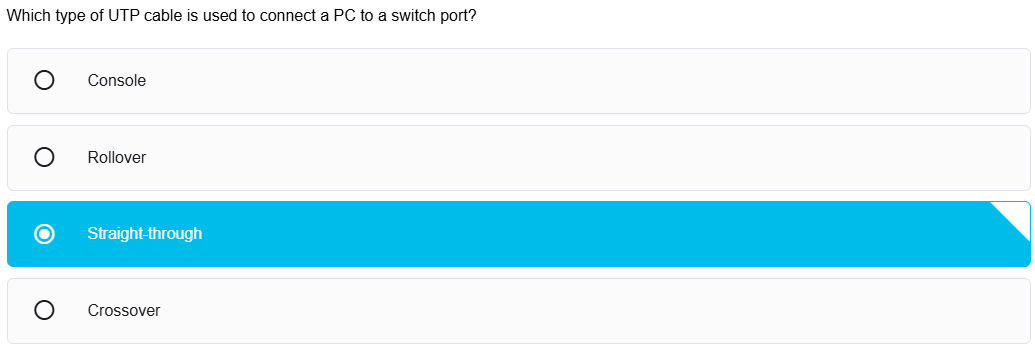 Which type of UTP cable is used to connect a PC to a switch port?
Console
Rollover
Straight-through
Crossover